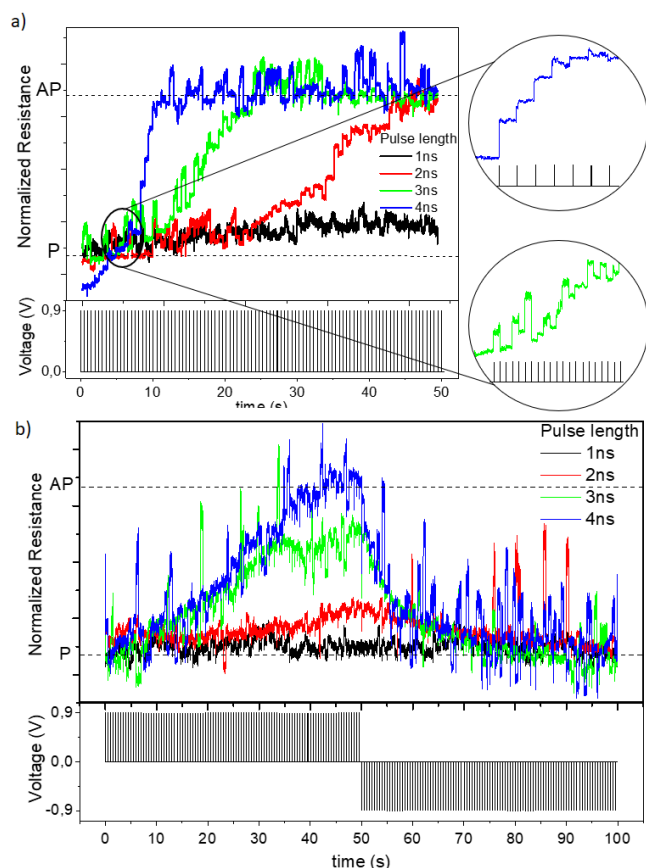 a)
AP
P
Normalized Resistance
Pulse length
1ns
2ns
3ns
4ns
0,9
0,0
Voltage (V)
0 10 20 30 40 50
time (s)
b)
AP
P
Normalized Resistance
Pulse length
1ns
2ns
3ns
4ns
0,9
0,0
-0,9
Voltage (V)
0 10 20 30 40 50 60 70 80 90 100
time (s)